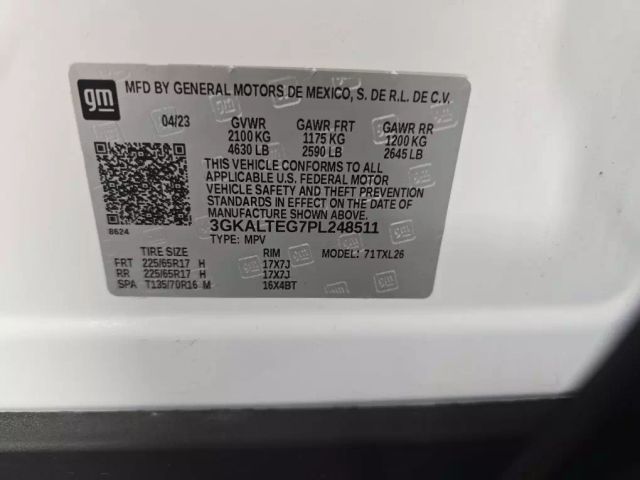 gm MFD BY GENERAL MOTORS DE MEXICO, S. DE R.L. DE C.V.
04/23 GVWR GAWR FRT GAWR RR
2100 KG 1175 KG 1200 KG
4630 LB 2590 LB 2645 LB
THIS VEHICLE CONFORMS TO ALL
APPLICABLE U.S. FEDERAL MOTOR
VEHICLE SAFETY AND THEFT PREVENTION
STANDARDS IN EFFECT ON THE DATE OF
MANUFACTURE SHOWN ABOVE.
8624 3GKALTEG7PL248511
TYPE: MPV
TIRE SIZE RIM MODEL: 71TXL26
FRT 225/65R17 H 17X7J
RR 225/65R17 H 17X7J
SPA T135/70R16 M 16X4BT